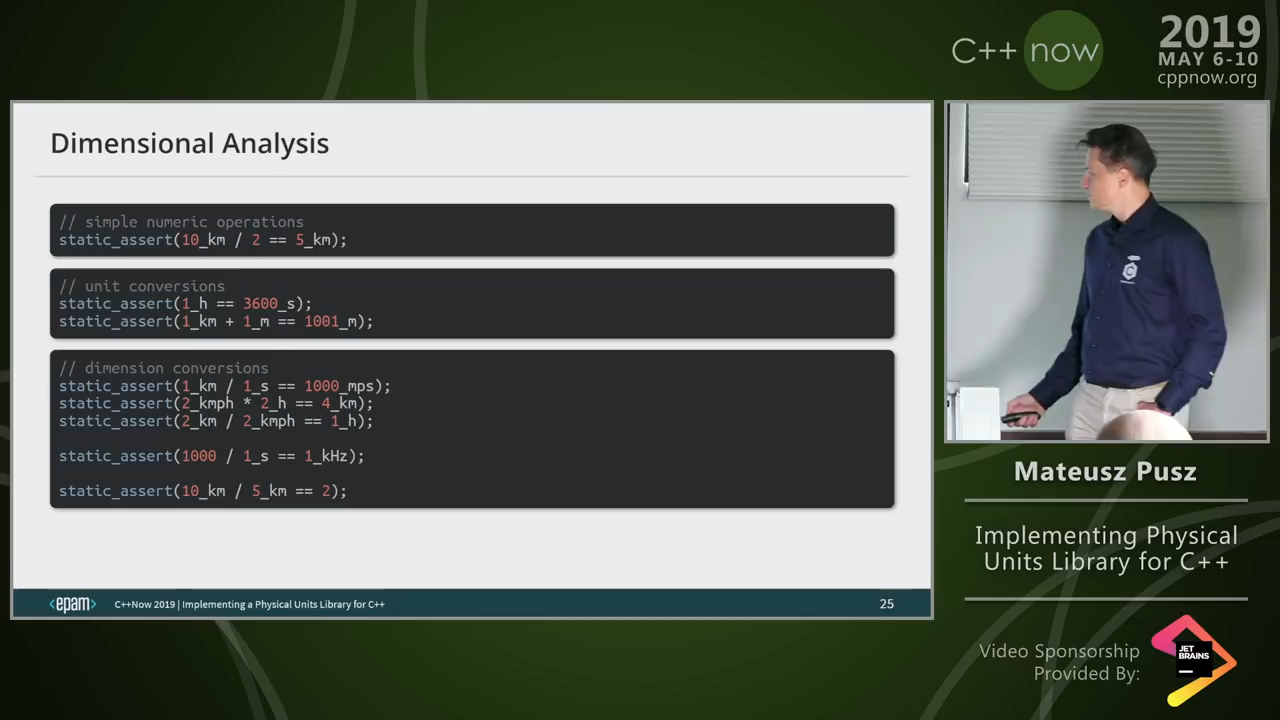 C++ now
2019
MAY 6-10
cppnow.org
Dimensional Analysis
// simple numeric operations
static_assert(10_km / 2 == 5_km);
// unit conversions
static_assert(1_h == 3600_s);
static_assert(1_km + 1_m == 1001_m);
// dimension conversions
static_assert(1_km / 1_s == 1000_mps);
static_assert(2_kmph * 2_h == 4_km);
static_assert(2_km / 2_kmph == 1_h);
static_assert(1000 / 1_s == 1_kHz);
static_assert(10_km / 5_km == 2);
<epam>
C++Now 2019 | Implementing a Physical Units Library for C++
25
Mateusz Pusz
Implementing Physical
Units Library for C++
Video Sponsorship
Provided By:
JET
BRAINS